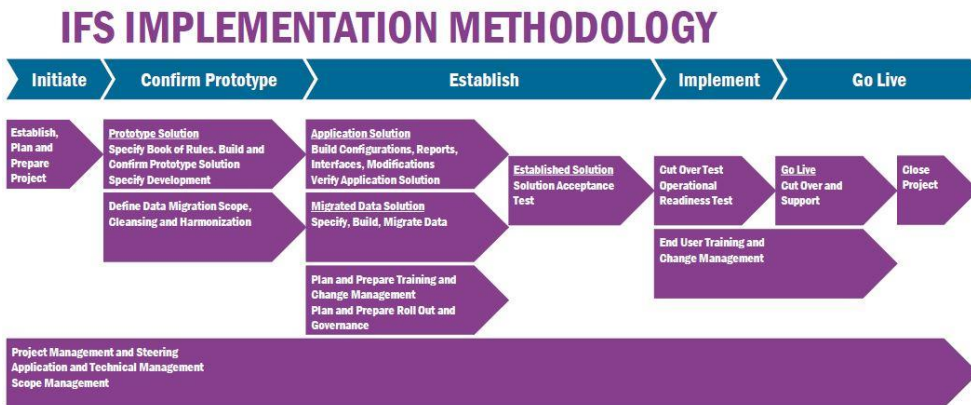 IFS IMPLEMENTATION METHODOLOGY
Initiate
Confirm Prototype
Establish
Implement
Go Live
Establish,
Plan and
Prepare
Project
Prototype Solution
Specify Book of Rules. Build and
Confirm Prototype Solution
Specify Development
Define Data Migration Scope,
Cleansing and Harmonization
Application Solution
Build Configurations, Reports,
Interfaces, Modifications
Verify Application Solution
Migrated Data Solution
Specify, Build, Migrate Data
Plan and Prepare Training and
Change Management
Plan and Prepare Roll Out and
Governance
Established Solution
Solution Acceptance
Test
Cut Over Test
Operational
Readiness Test
Go Live
Cut Over and
Support
Close
Project
End User Training and
Change Management
Project Management and Steering
Application and Technical Management
Scope Management